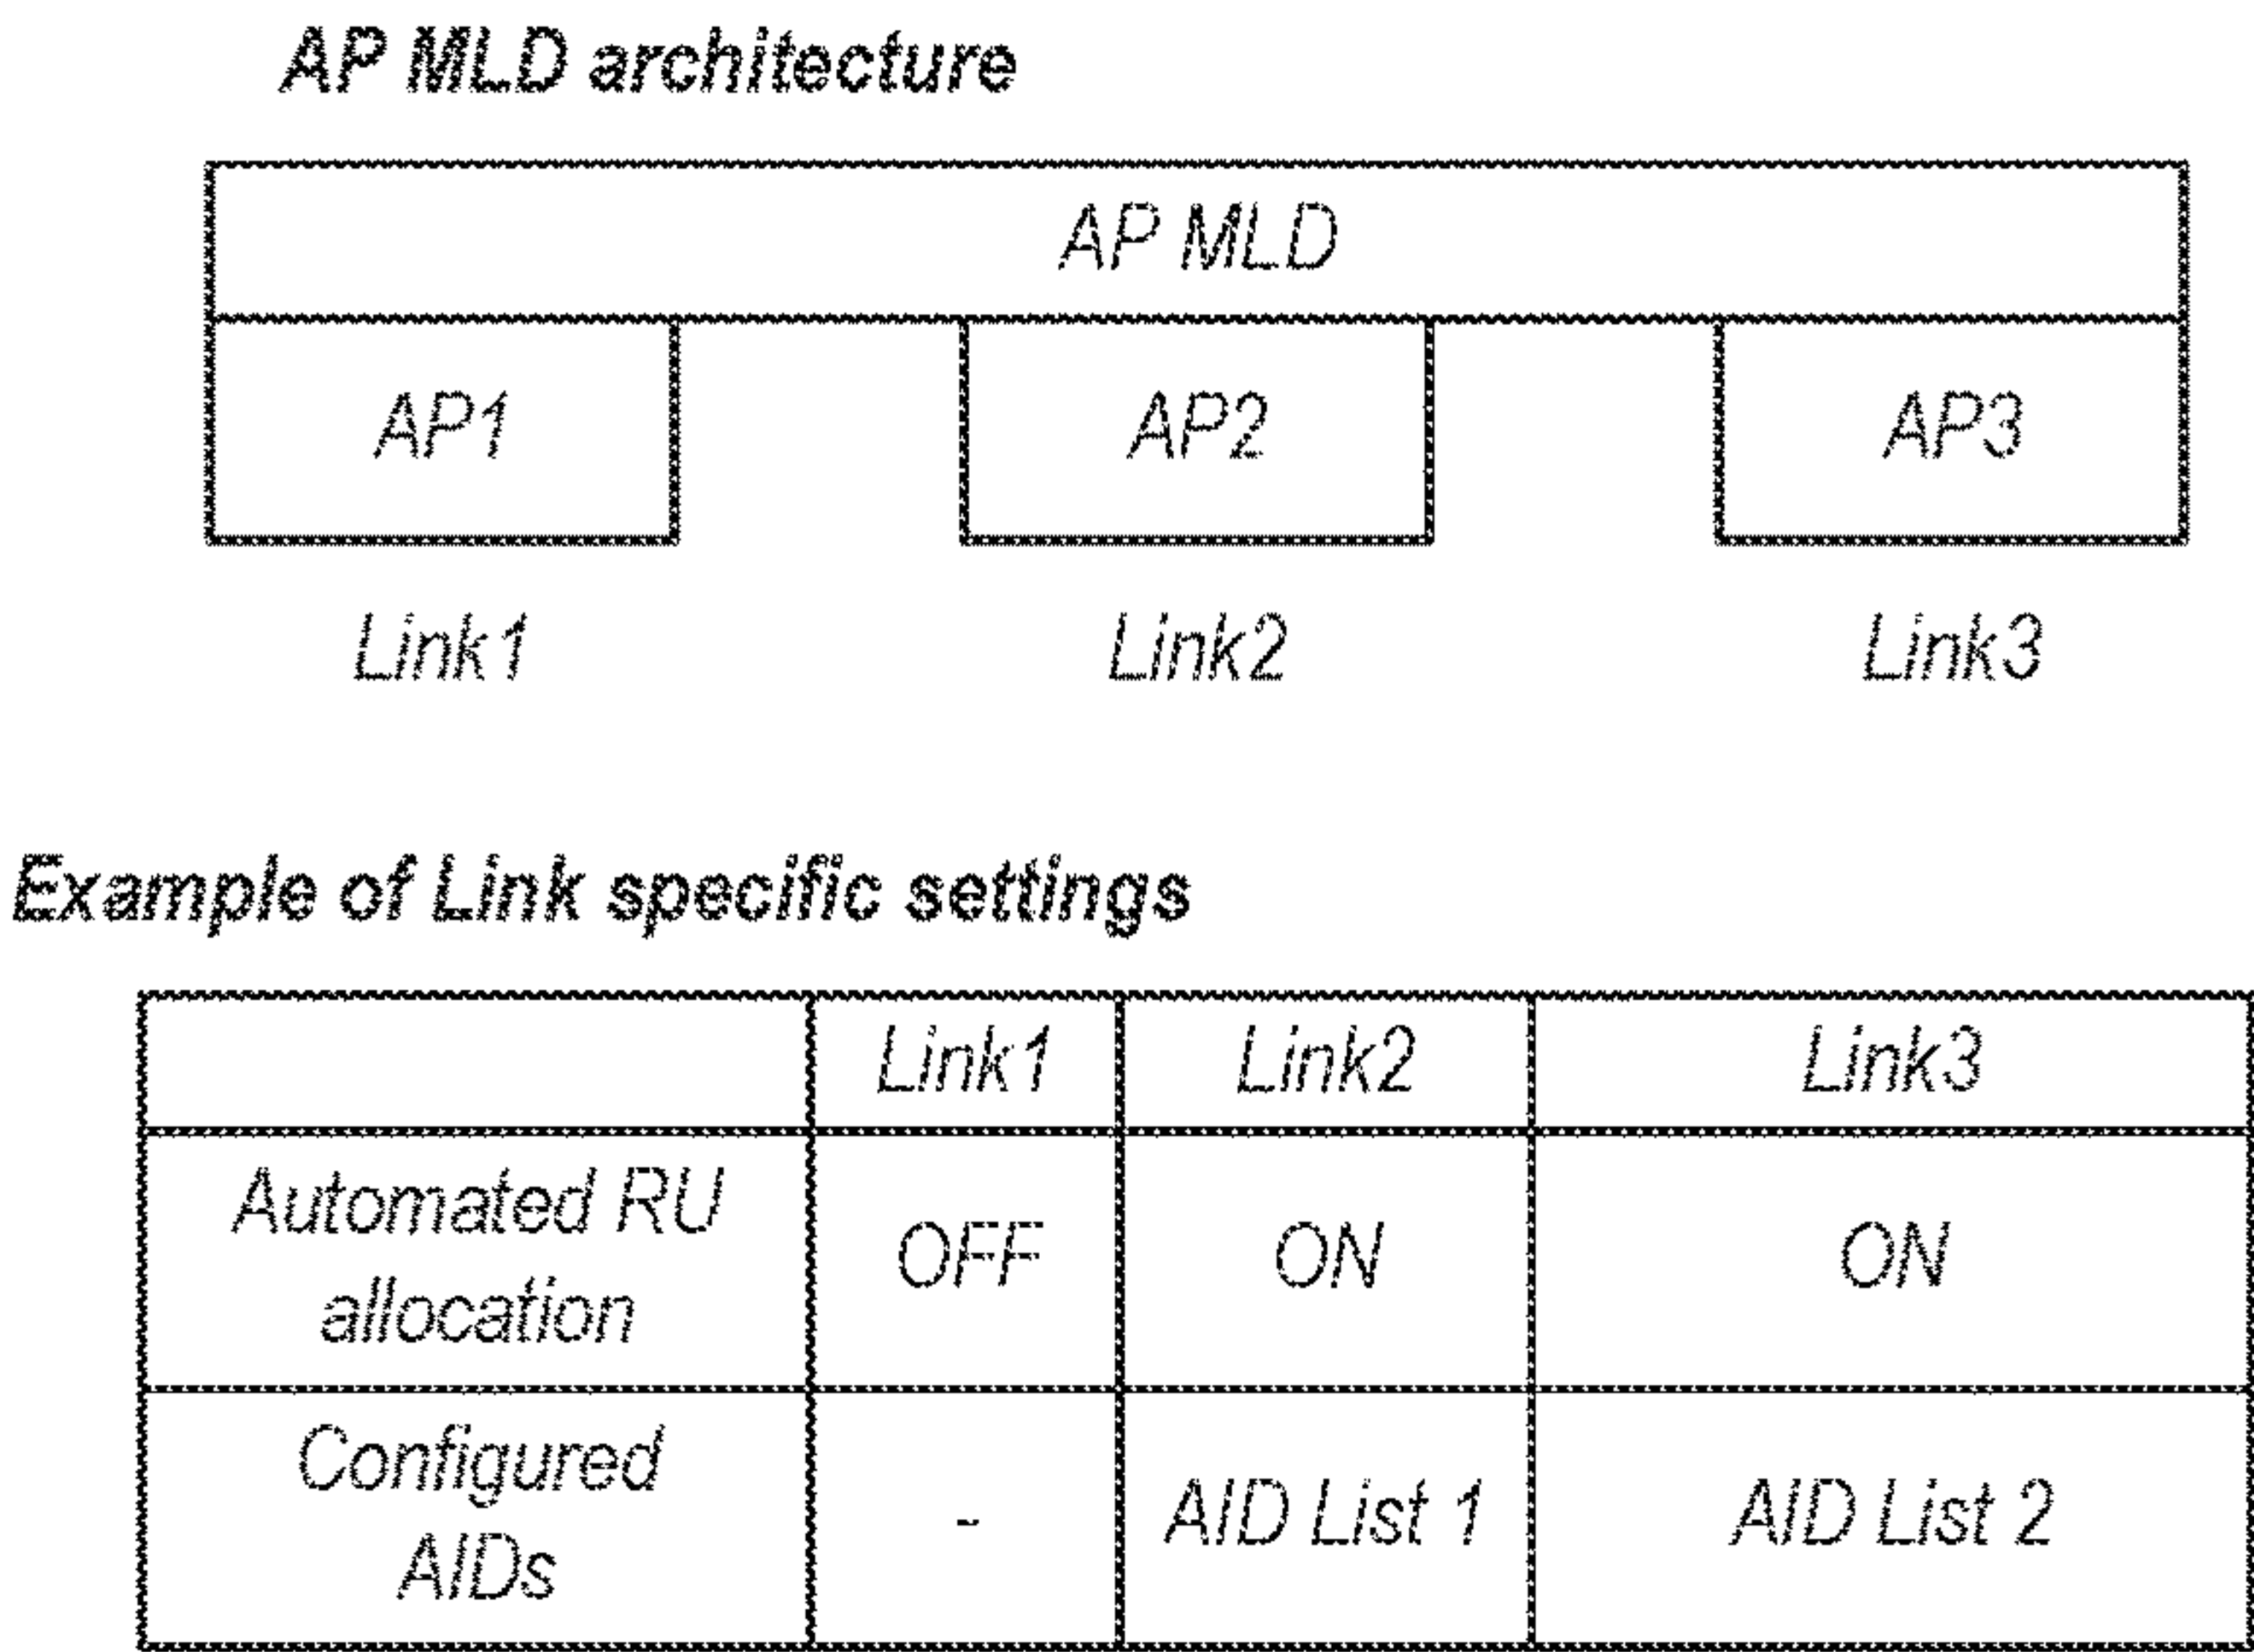 AP MLD architecture
AP MLD
AP1 AP2 AP3
Link1 Link2 Link3
Example of Link specific settings
Link1 Link2 Link3
Automated RU
allocation
OFF ON ON
Configured
AIDs
- AID List 1 AID List 2